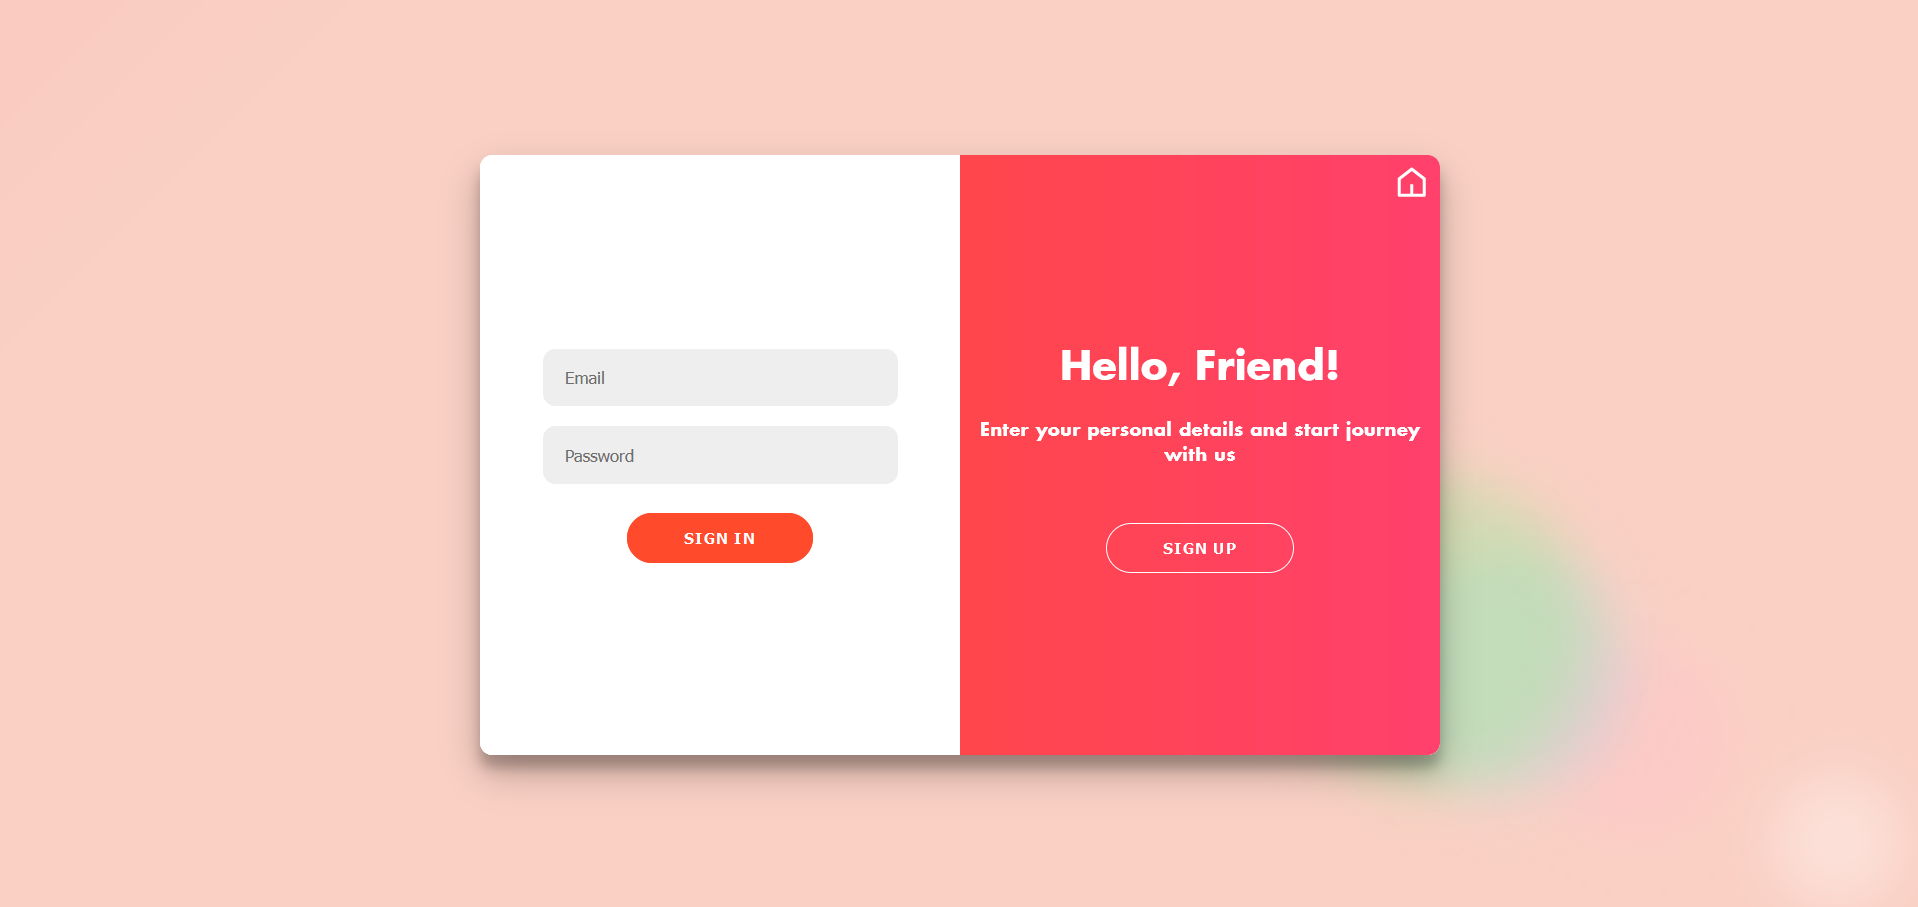 Email
Password
SIGN IN
Hello, Friend!
Enter your personal details and start journey
with us
SIGN UP